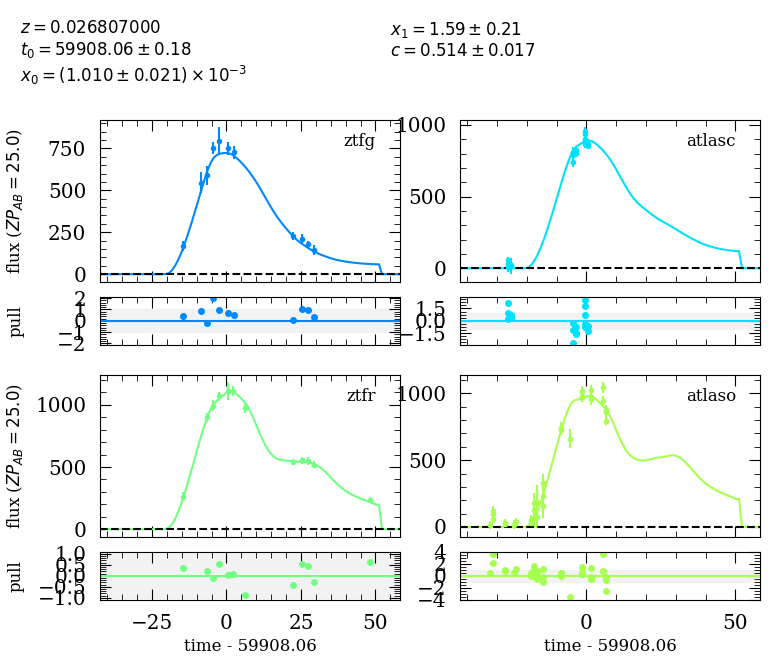 z = 0.026807000
t₀ = 59908.06 ± 0.18
x₀ = (1.010 ± 0.021) × 10⁻³
x₁ = 1.59 ± 0.21
c = 0.514 ± 0.017
flux (ZP_AB = 25.0)
750
500
250
0
ztfg
1000
500
0
atlasc
pull
2
1
0
−1
−2
1.5
0.0
−1.5
flux (ZP_AB = 25.0)
1000
500
0
ztfr
1000
500
0
atlaso
pull
1.0
0.5
0.0
−0.5
−1.0
4
2
0
−2
−4
−25 0 25 50
time - 59908.06
0 50
time - 59908.06